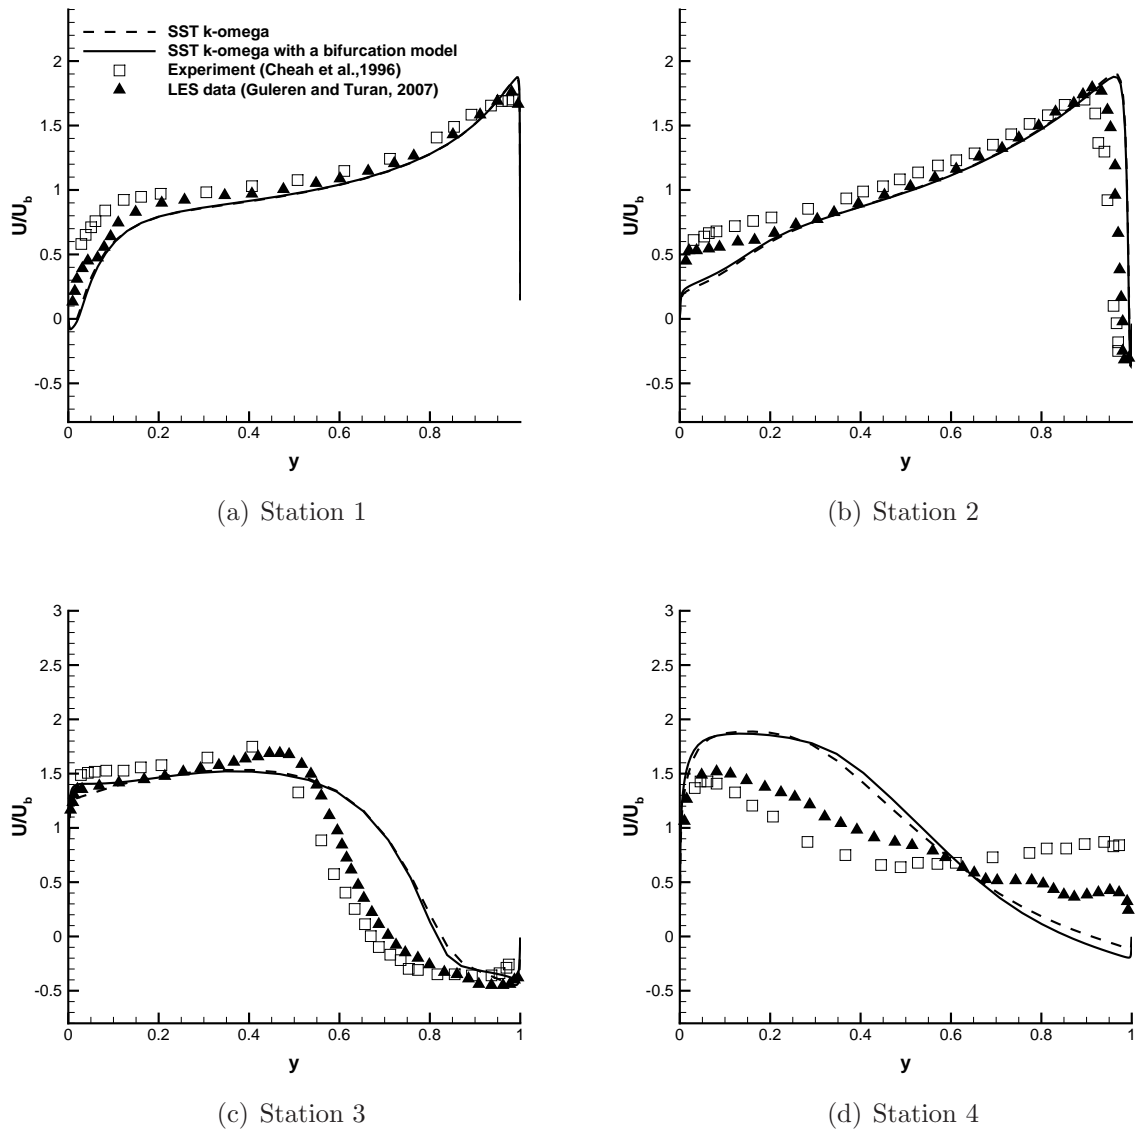 SST k-omega
SST k-omega with a bifurcation model
Experiment (Cheah et al.,1996)
LES data (Guleren and Turan, 2007)
U/Ub
2
1.5
1
0.5
0
-0.5
0 0.2 0.4 0.6 0.8
y
(a) Station 1
U/Ub
2
1.5
1
0.5
0
-0.5
0 0.2 0.4 0.6 0.8 1
y
(b) Station 2
U/Ub
3
2.5
2
1.5
1
0.5
0
-0.5
0 0.2 0.4 0.6 0.8 1
y
(c) Station 3
U/Ub
3
2.5
2
1.5
1
0.5
0
-0.5
0 0.2 0.4 0.6 0.8 1
y
(d) Station 4